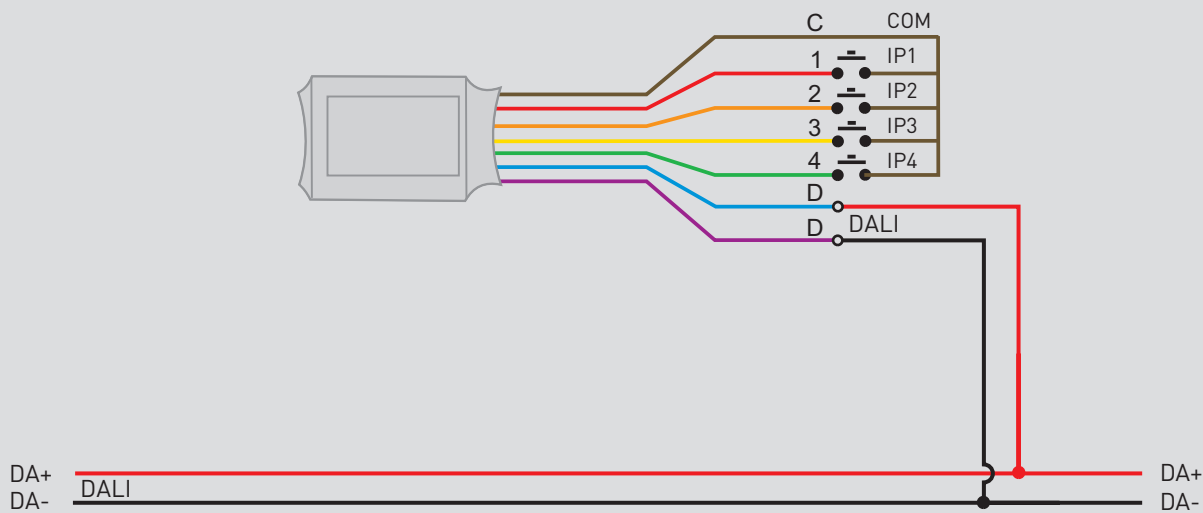 C COM
1 IP1
2 IP2
3 IP3
4 IP4
D
D DALI
DA+ DA+
DALI
DA- DA-